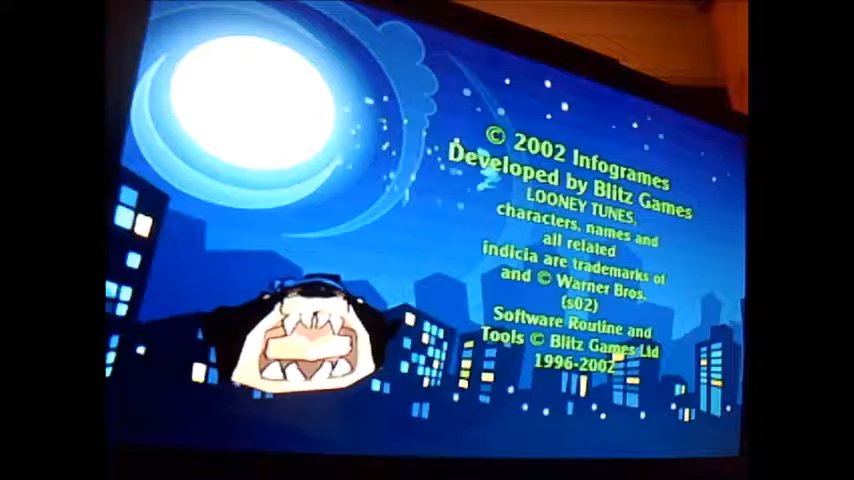 © 2002 Infogrames
Developed by Blitz Games
LOONEY TUNES,
characters, names and
all related
indicia are trademarks of
and © Warner Bros.
(s02)
Software Routine and
Tools © Blitz Games Ltd
1996-2002